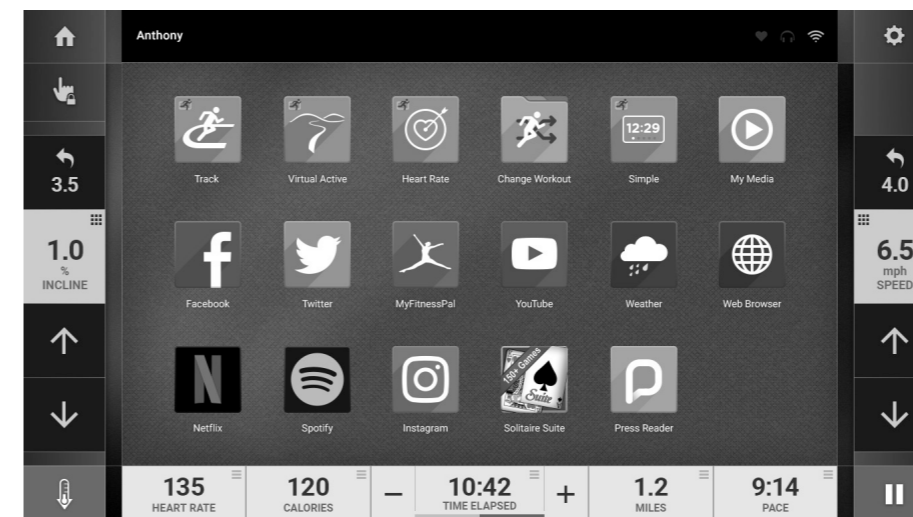 Anthony
3.5
4.0
1.0
%
INCLINE
6.5
mph
SPEED
12:29
Track
Virtual Active
Heart Rate
Change Workout
Simple
My Media
Facebook
Twitter
MyFitnessPal
YouTube
Weather
Web Browser
150+ Games
Suite
Netflix
Spotify
Instagram
Solitaire Suite
Press Reader
135
HEART RATE
120
CALORIES
− 10:42 +
TIME ELAPSED
1.2
MILES
9:14
PACE